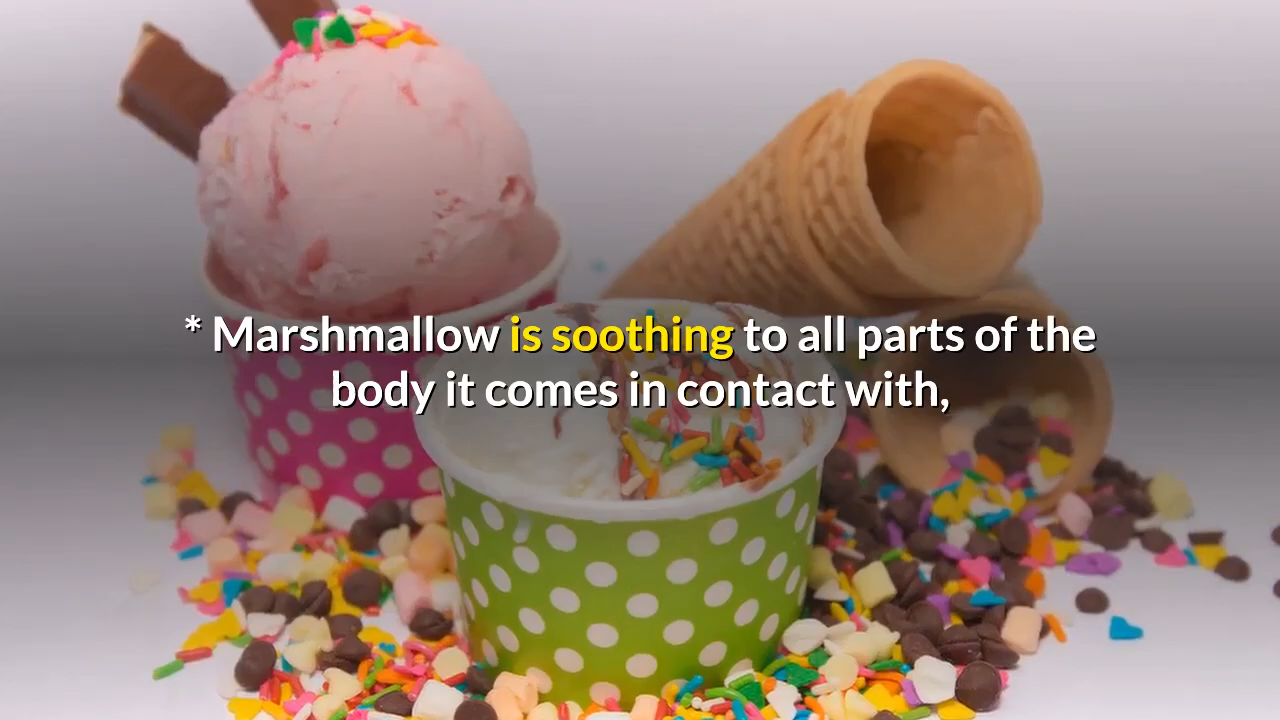 * Marshmallow is soothing to all parts of the
body it comes in contact with,